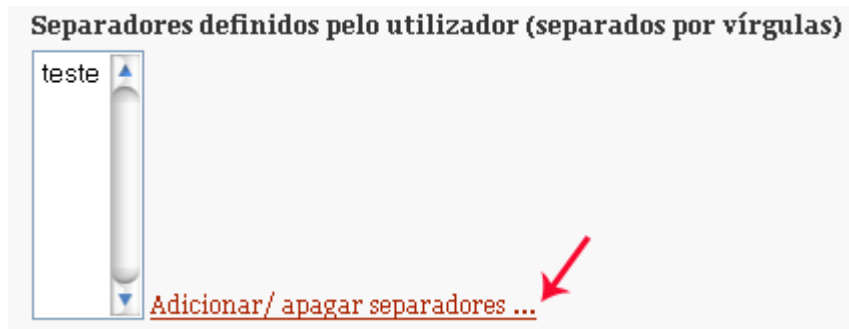 Separadores definidos pelo utilizador (separados por vírgulas)
teste
Adicionar/ apagar separadores ...